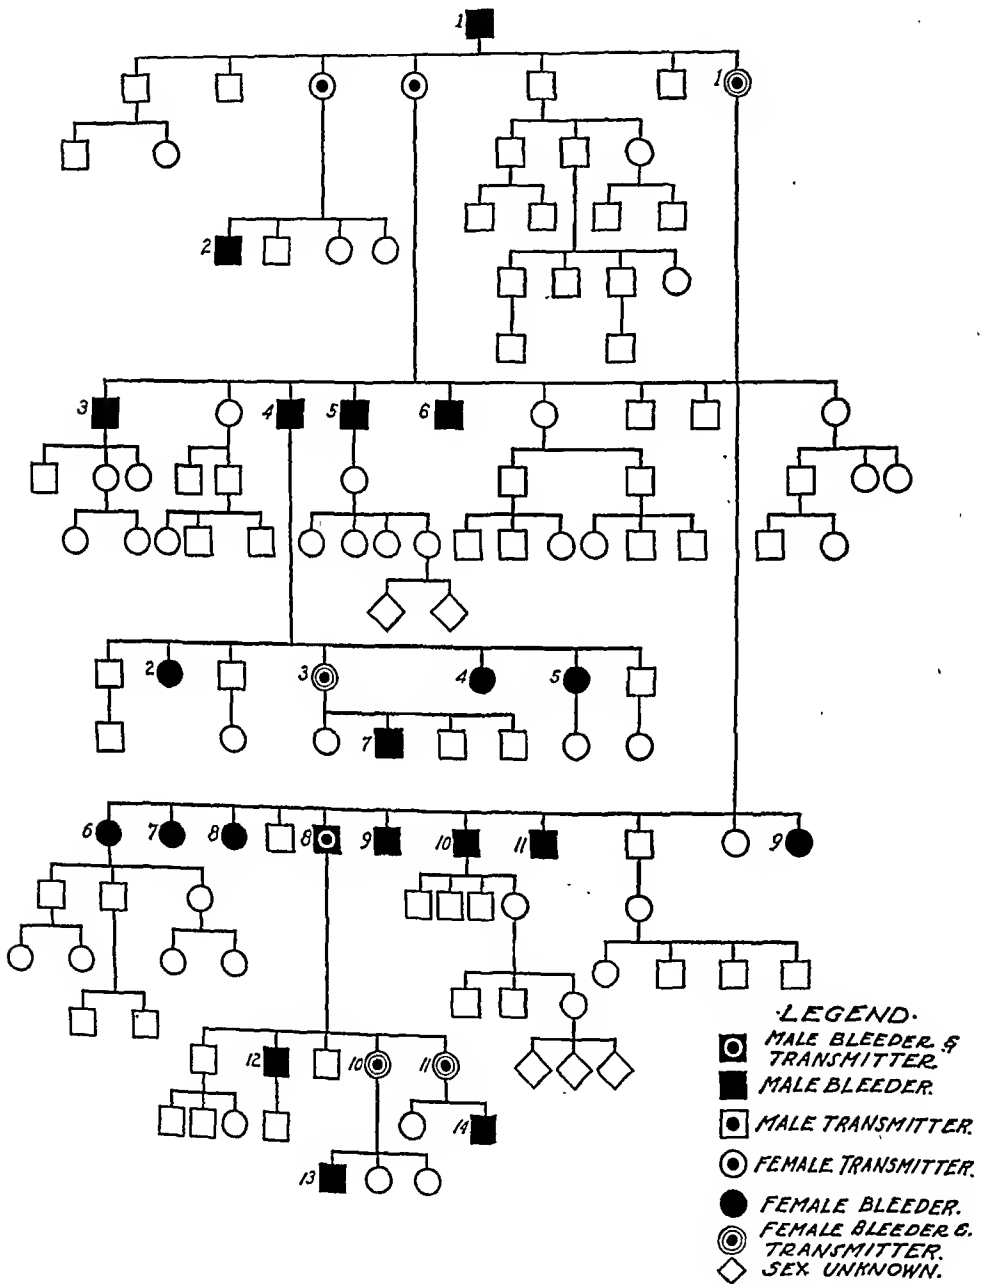 1
1
2
3
4
5
6
2
3
4
5
7
6
7
8
8
9
10
11
9
12
10
11
14
13
·LEGEND·
MALE BLEEDER &
TRANSMITTER.
MALE BLEEDER.
MALE TRANSMITTER.
FEMALE TRANSMITTER.
FEMALE BLEEDER.
FEMALE BLEEDER &
TRANSMITTER.
SEX UNKNOWN.